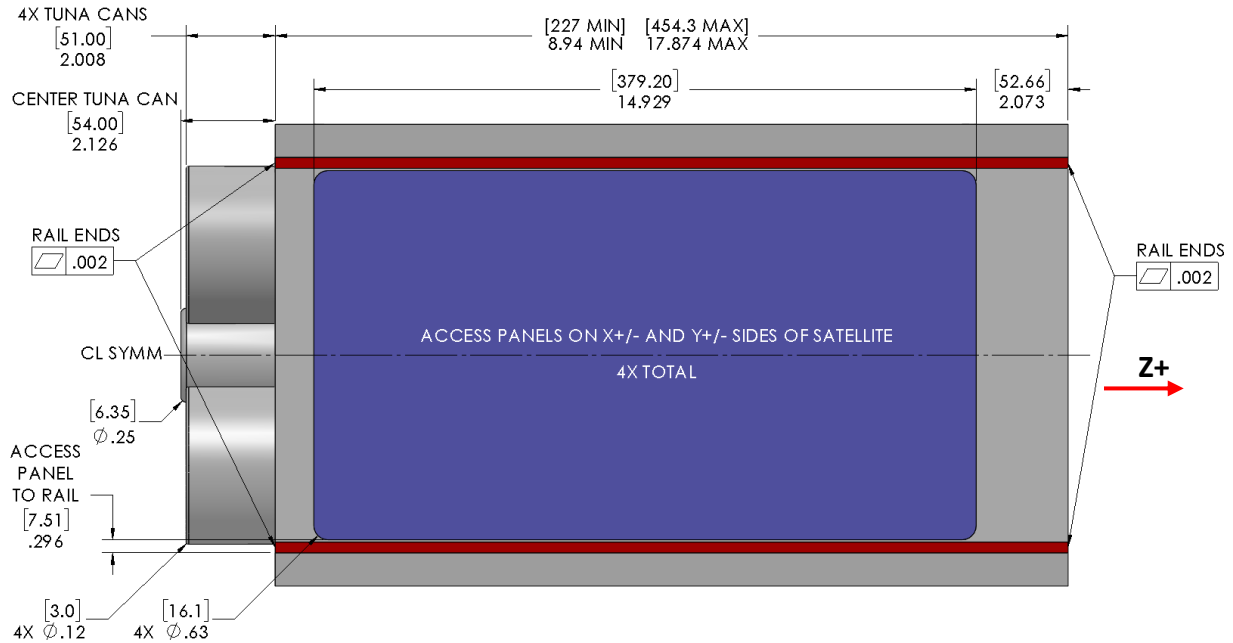 4X TUNA CANS
[51.00]
2.008
[227 MIN] [454.3 MAX]
8.94 MIN 17.874 MAX
[379.20]
14.929
[52.66]
2.073
CENTER TUNA CAN
[54.00]
2.126
RAIL ENDS
.002
RAIL ENDS
.002
ACCESS PANELS ON X+/- AND Y+/- SIDES OF SATELLITE
4X TOTAL
CL SYMM
Z+
[6.35]
∅.25
ACCESS
PANEL
TO RAIL
[7.51]
.296
[3.0]
4X ∅.12
[16.1]
4X ∅.63